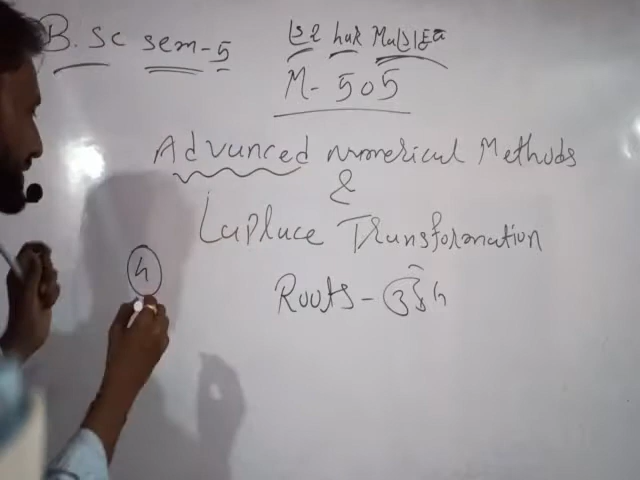 B. Sc sem-5
M-505
Advanced Numerical Methods
&
Laplace Transformation
Roots -
4